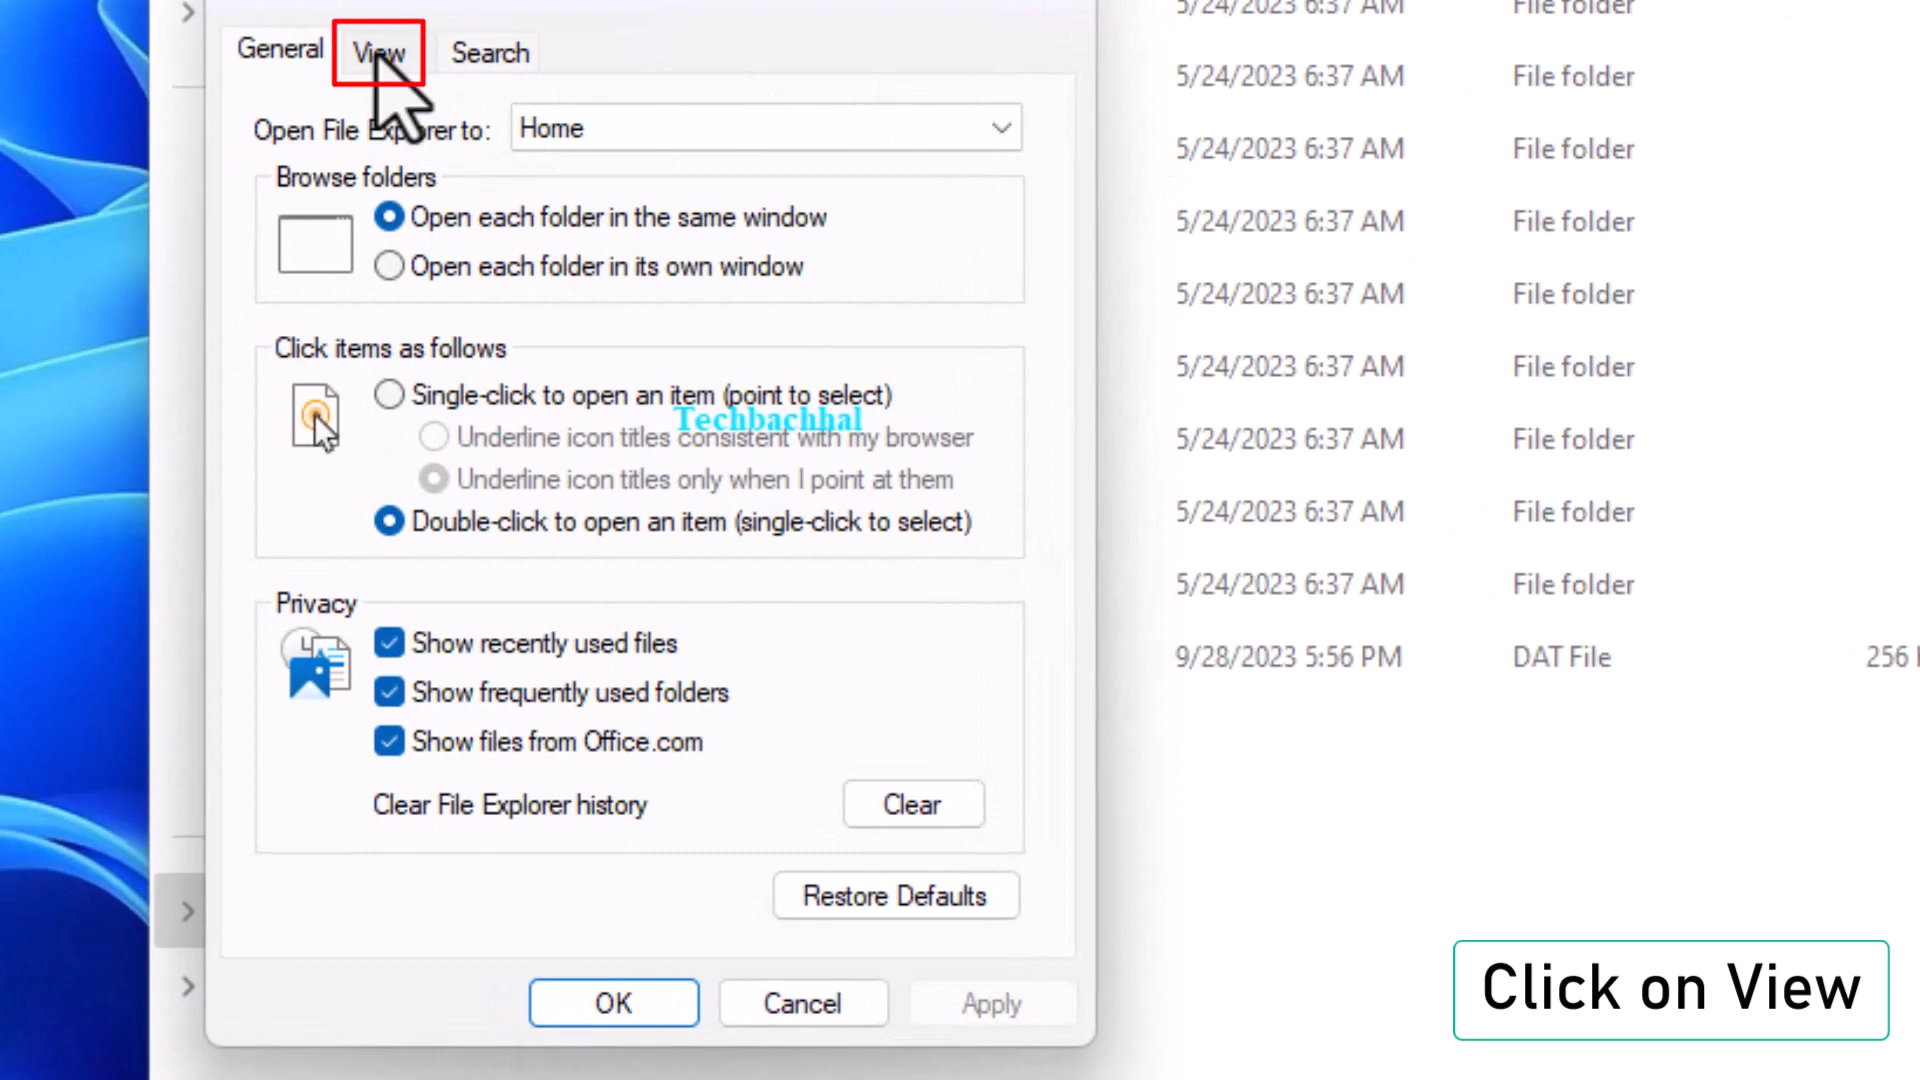 General View Search
Open File Explorer to: Home
Browse folders
Open each folder in the same window
Open each folder in its own window
Click items as follows
Single-click to open an item (point to select)
Techbachhal
Underline icon titles consistent with my browser
Underline icon titles only when I point at them
Double-click to open an item (single-click to select)
Privacy
Show recently used files
Show frequently used folders
Show files from Office.com
Clear File Explorer history Clear
Restore Defaults
OK Cancel Apply
5/24/2023 6:37 AM File folder
5/24/2023 6:37 AM File folder
5/24/2023 6:37 AM File folder
5/24/2023 6:37 AM File folder
5/24/2023 6:37 AM File folder
5/24/2023 6:37 AM File folder
5/24/2023 6:37 AM File folder
5/24/2023 6:37 AM File folder
5/24/2023 6:37 AM File folder
9/28/2023 5:56 PM DAT File 256
Click on View